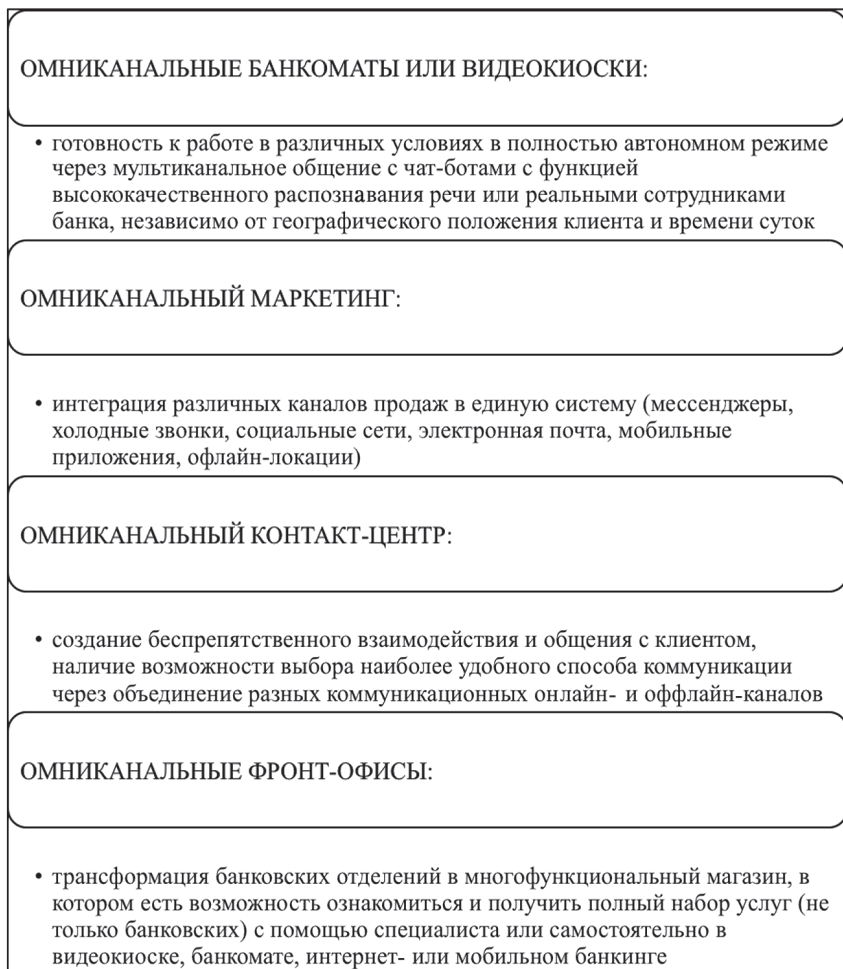 ОМНИКАНАЛЬНЫЕ БАНКОМАТЫ ИЛИ ВИДЕОКИОСКИ:
• готовность к работе в различных условиях в полностью автономном режиме
через мультиканальное общение с чат-ботами с функцией
высококачественного распознавания речи или реальными сотрудниками
банка, независимо от географического положения клиента и времени суток
ОМНИКАНАЛЬНЫЙ МАРКЕТИНГ:
• интеграция различных каналов продаж в единую систему (мессенджеры,
холодные звонки, социальные сети, электронная почта, мобильные
приложения, офлайн-локации)
ОМНИКАНАЛЬНЫЙ КОНТАКТ-ЦЕНТР:
• создание беспрепятственного взаимодействия и общения с клиентом,
наличие возможности выбора наиболее удобного способа коммуникации
через объединение разных коммуникационных онлайн- и оффлайн-каналов
ОМНИКАНАЛЬНЫЕ ФРОНТ-ОФИСЫ:
• трансформация банковских отделений в многофункциональный магазин, в
котором есть возможность ознакомиться и получить полный набор услуг (не
только банковских) с помощью специалиста или самостоятельно в
видеокиоске, банкомате, интернет- или мобильном банкинге